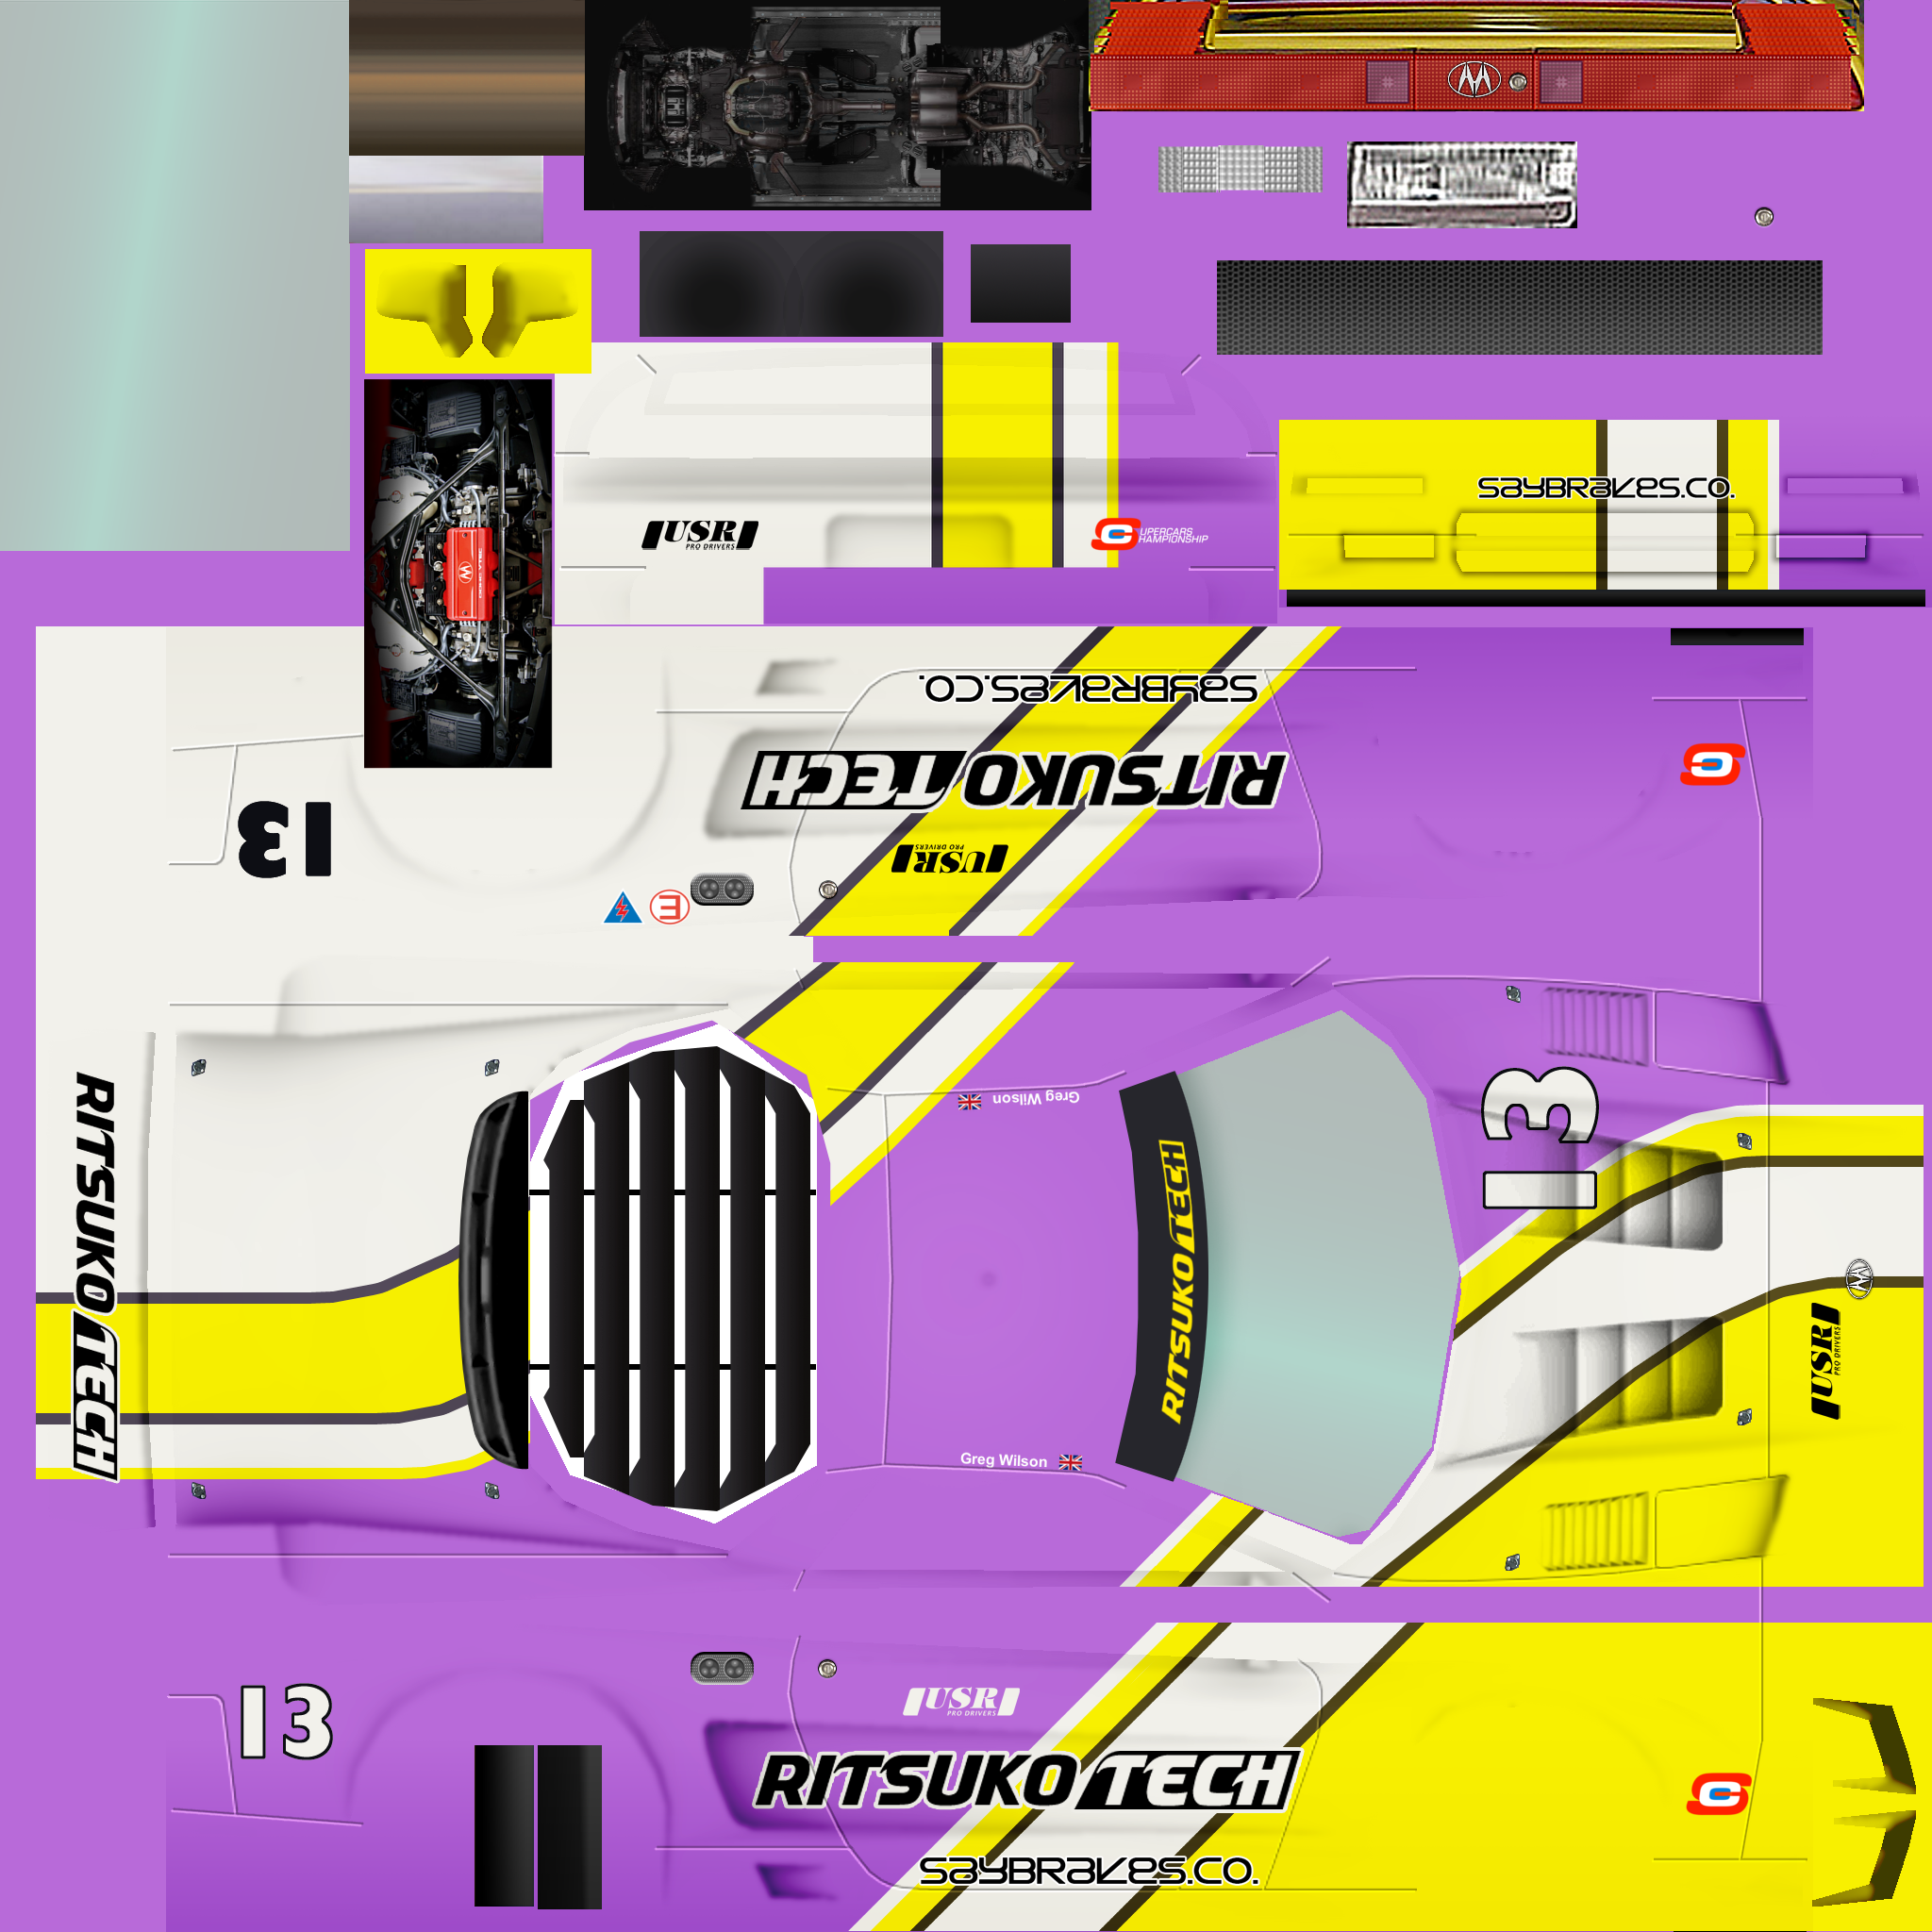 USR
PRO DRIVERS
SUPERCARS
CHAMPIONSHIP
SAYBRAKES.CO.
SAYBRAKES.CO.
RITSUKO TECH
13
USR
PRO DRIVERS
E
Greg Wilson
RITSUKO TECH
RITSUKO TECH
13
USR
PRO DRIVERS
Greg Wilson
13
USR
PRO DRIVERS
RITSUKO TECH
SC
SAYBRAKES.CO.